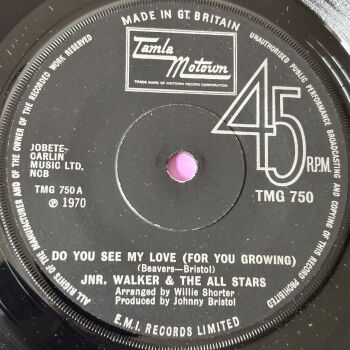 MADE IN GT. BRITAIN
Tamla
Motown
TRADE MARK OF MOTOWN RECORD CORPORATION
45
R.P.M.
JOBETE-
CARLIN
MUSIC LTD.
NCB
TMG 750 A
℗ 1970
TMG 750
DO YOU SEE MY LOVE (FOR YOU GROWING)
(Beavers—Bristol)
JNR. WALKER & THE ALL STARS
Arranged by Willie Shorter
Produced by Johnny Bristol
E.M.I. RECORDS LIMITED
ALL RIGHTS OF THE MANUFACTURER AND OF THE OWNER OF THE RECORDED WORK RESERVED
UNAUTHORISED PUBLIC PERFORMANCE BROADCASTING AND COPYING OF THIS RECORD PROHIBITED